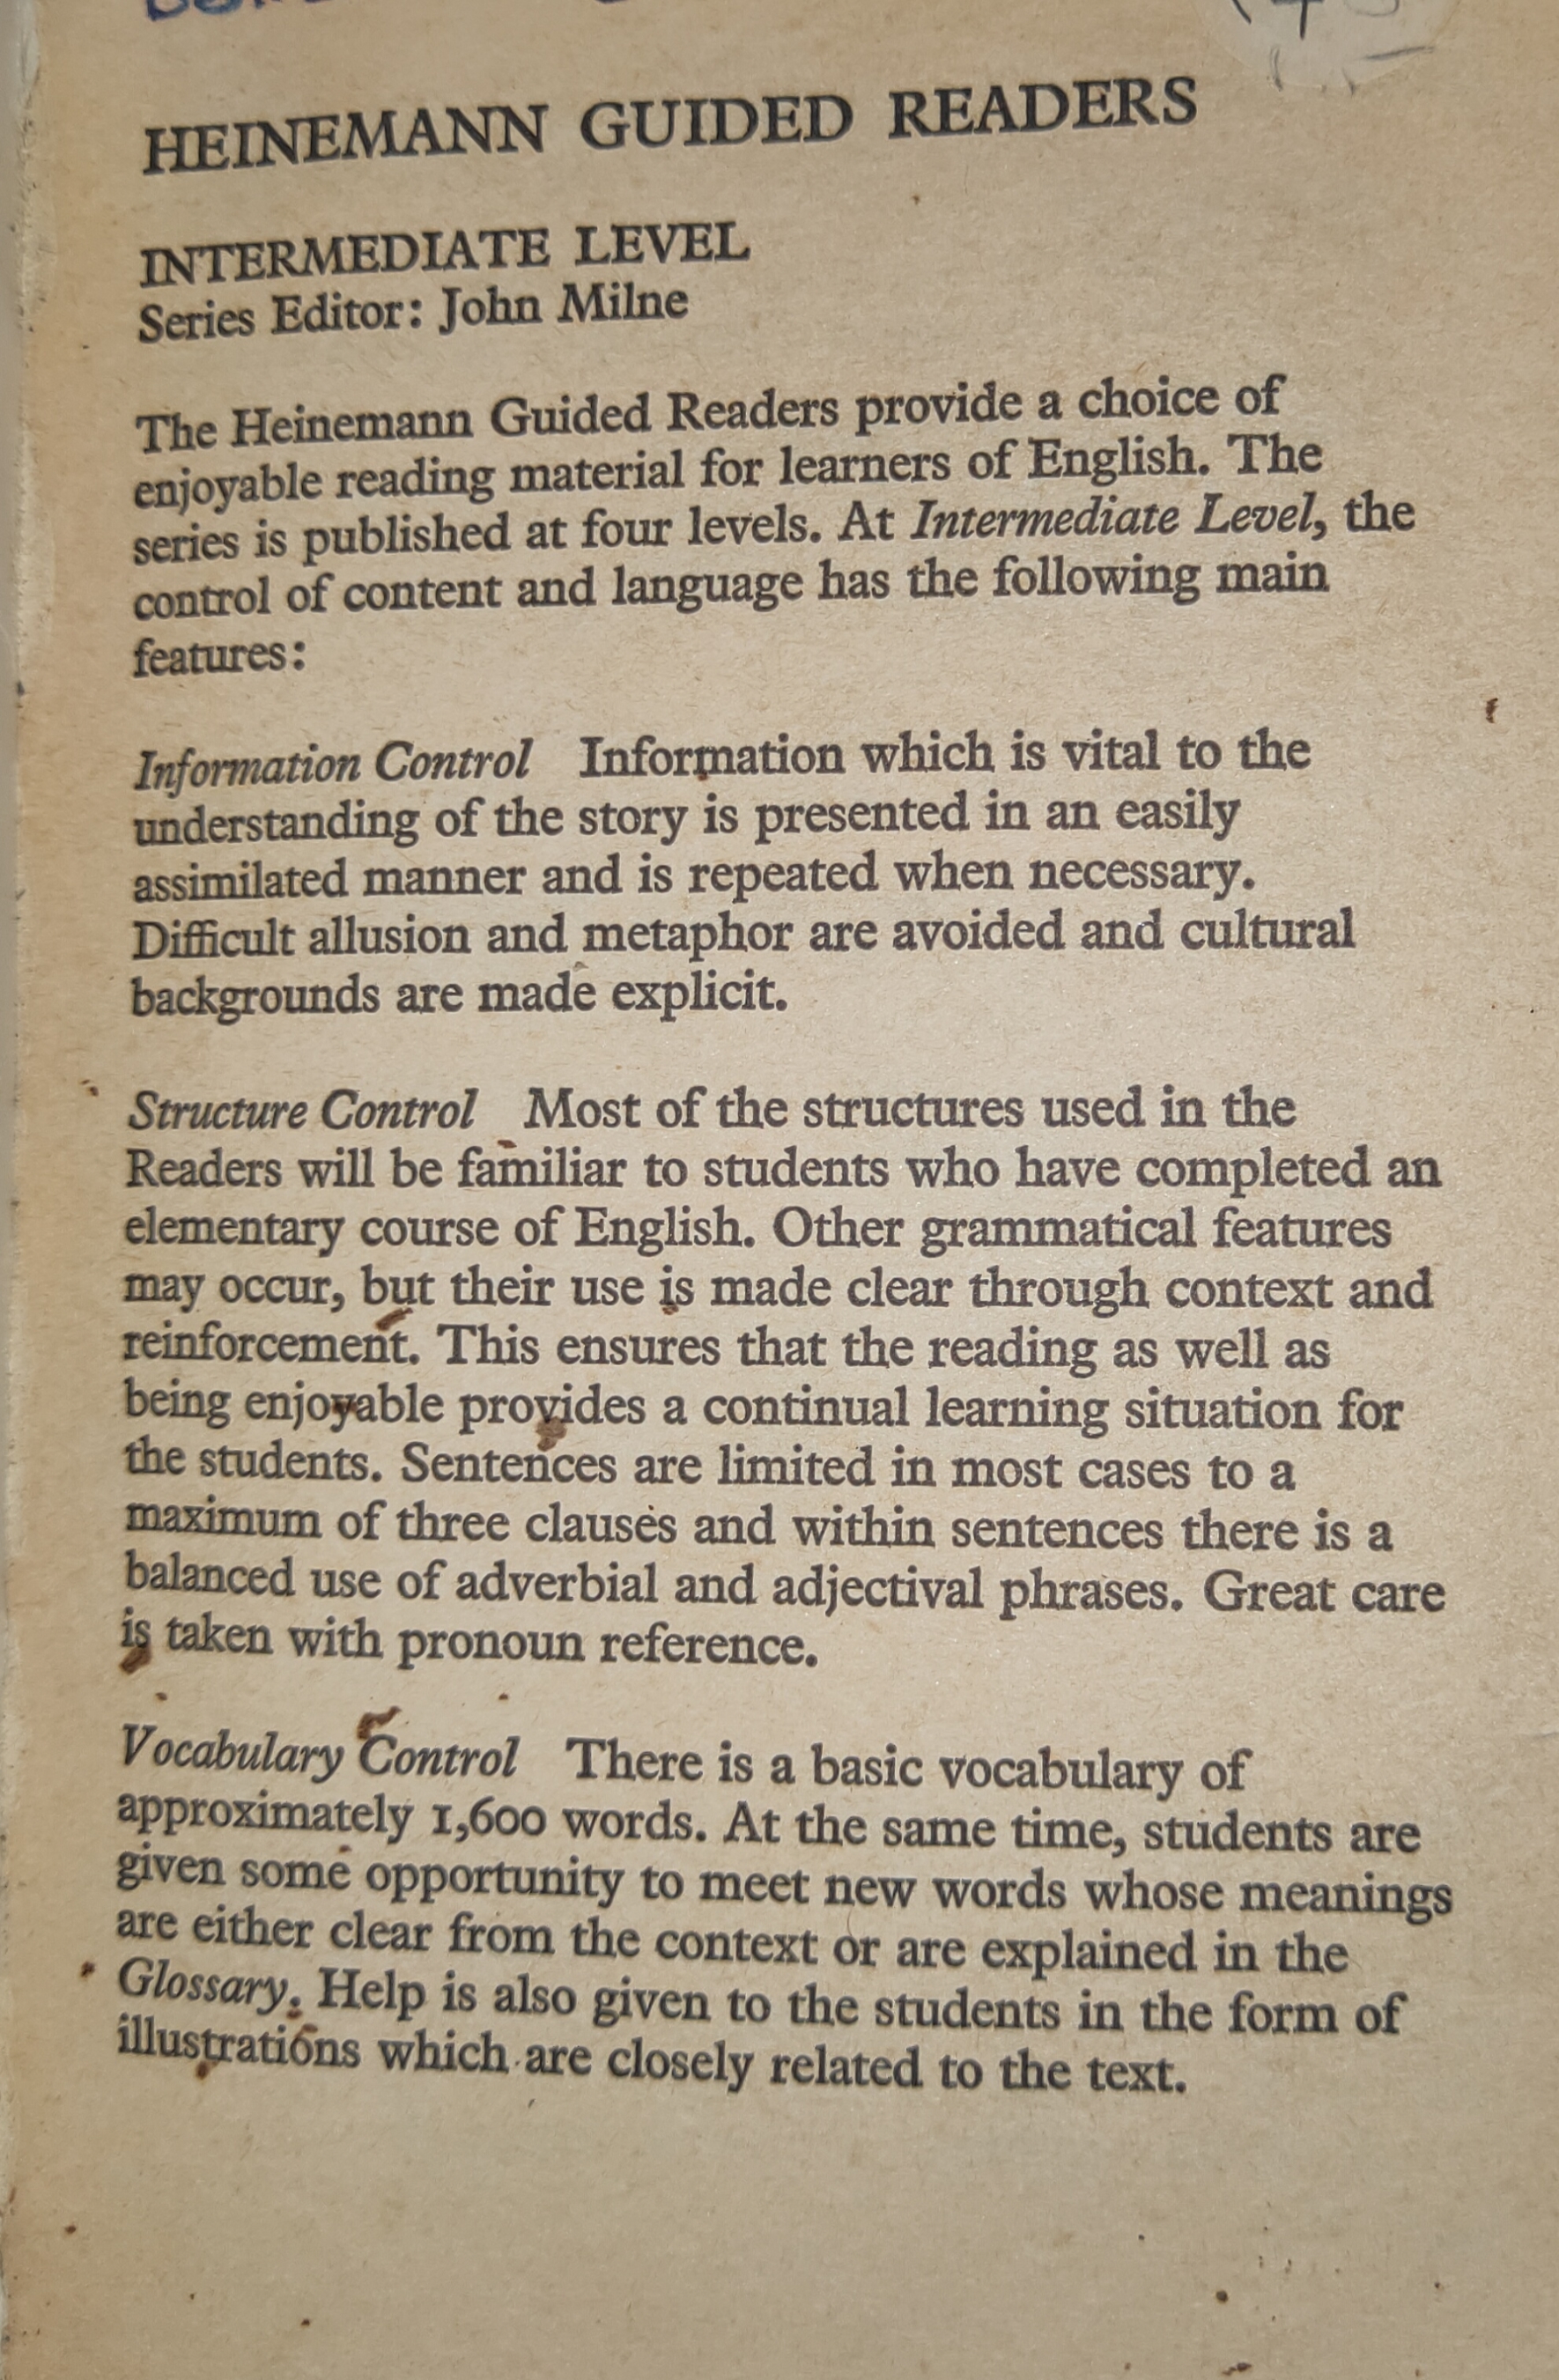 HEINEMANN GUIDED READERS
INTERMEDIATE LEVEL
Series Editor: John Milne
The Heinemann Guided Readers provide a choice of
enjoyable reading material for learners of English. The
series is published at four levels. At Intermediate Level, the
control of content and language has the following main
features:
Information Control Information which is vital to the
understanding of the story is presented in an easily
assimilated manner and is repeated when necessary.
Difficult allusion and metaphor are avoided and cultural
backgrounds are made explicit.
Structure Control Most of the structures used in the
Readers will be familiar to students who have completed an
elementary course of English. Other grammatical features
may occur, but their use is made clear through context and
reinforcement. This ensures that the reading as well as
being enjoyable provides a continual learning situation for
the students. Sentences are limited in most cases to a
maximum of three clauses and within sentences there is a
balanced use of adverbial and adjectival phrases. Great care
is taken with pronoun reference.
Vocabulary Control There is a basic vocabulary of
approximately 1,600 words. At the same time, students are
given some opportunity to meet new words whose meanings
are either clear from the context or are explained in the
Glossary. Help is also given to the students in the form of
illustrations which are closely related to the text.